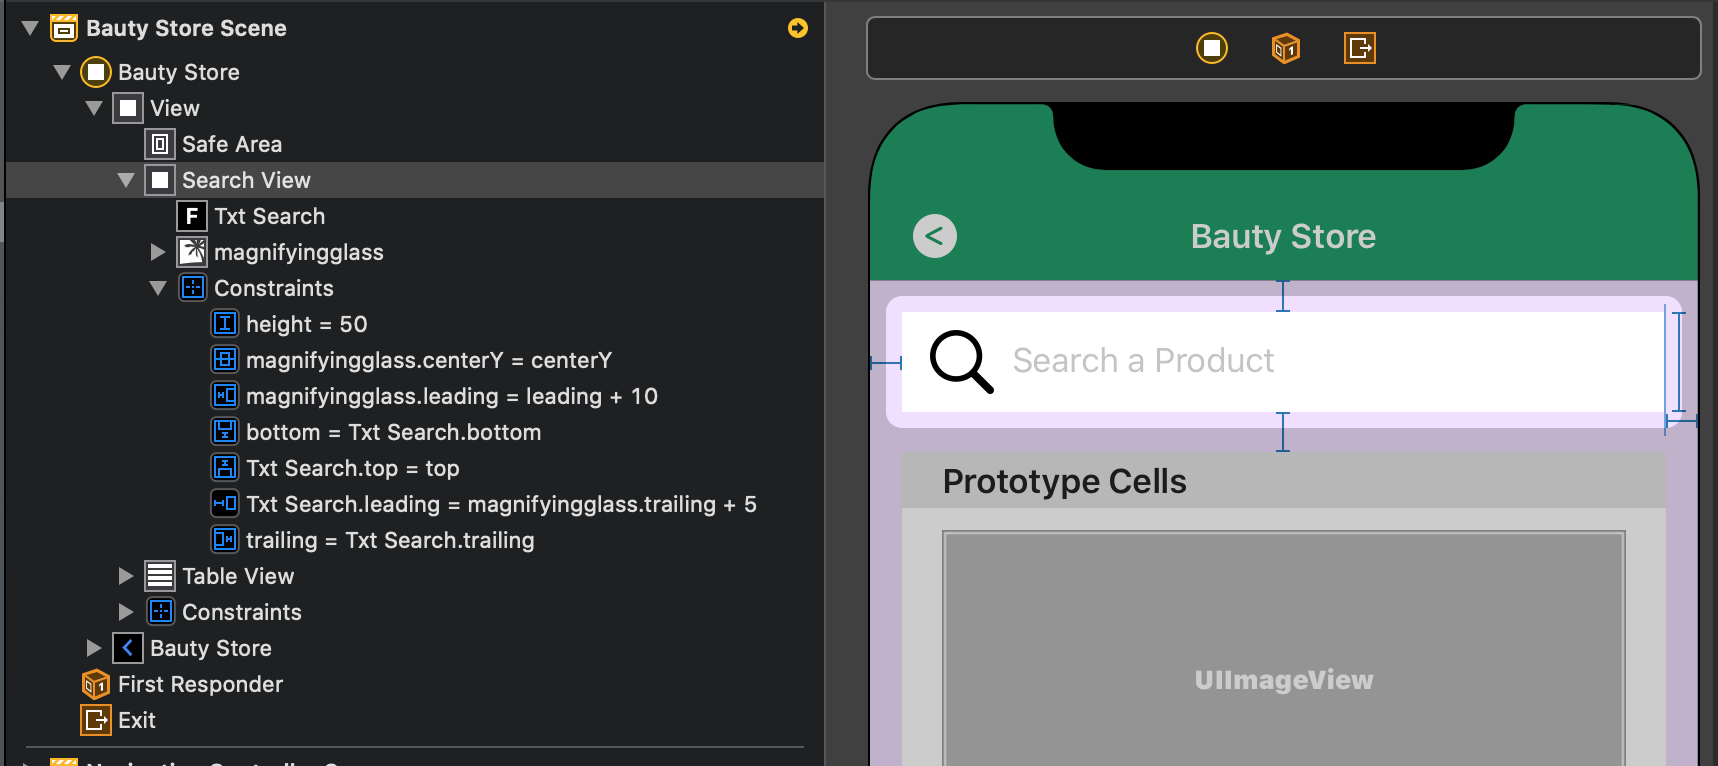 Bauty Store Scene
Bauty Store
View
Safe Area
Search View
F Txt Search
magnifyingglass
Constraints
height = 50
magnifyingglass.centerY = centerY
magnifyingglass.leading = leading + 10
bottom = Txt Search.bottom
Txt Search.top = top
Txt Search.leading = magnifyingglass.trailing + 5
trailing = Txt Search.trailing
Table View
Constraints
Bauty Store
First Responder
Exit
< Bauty Store
Search a Product
Prototype Cells
UIImageView